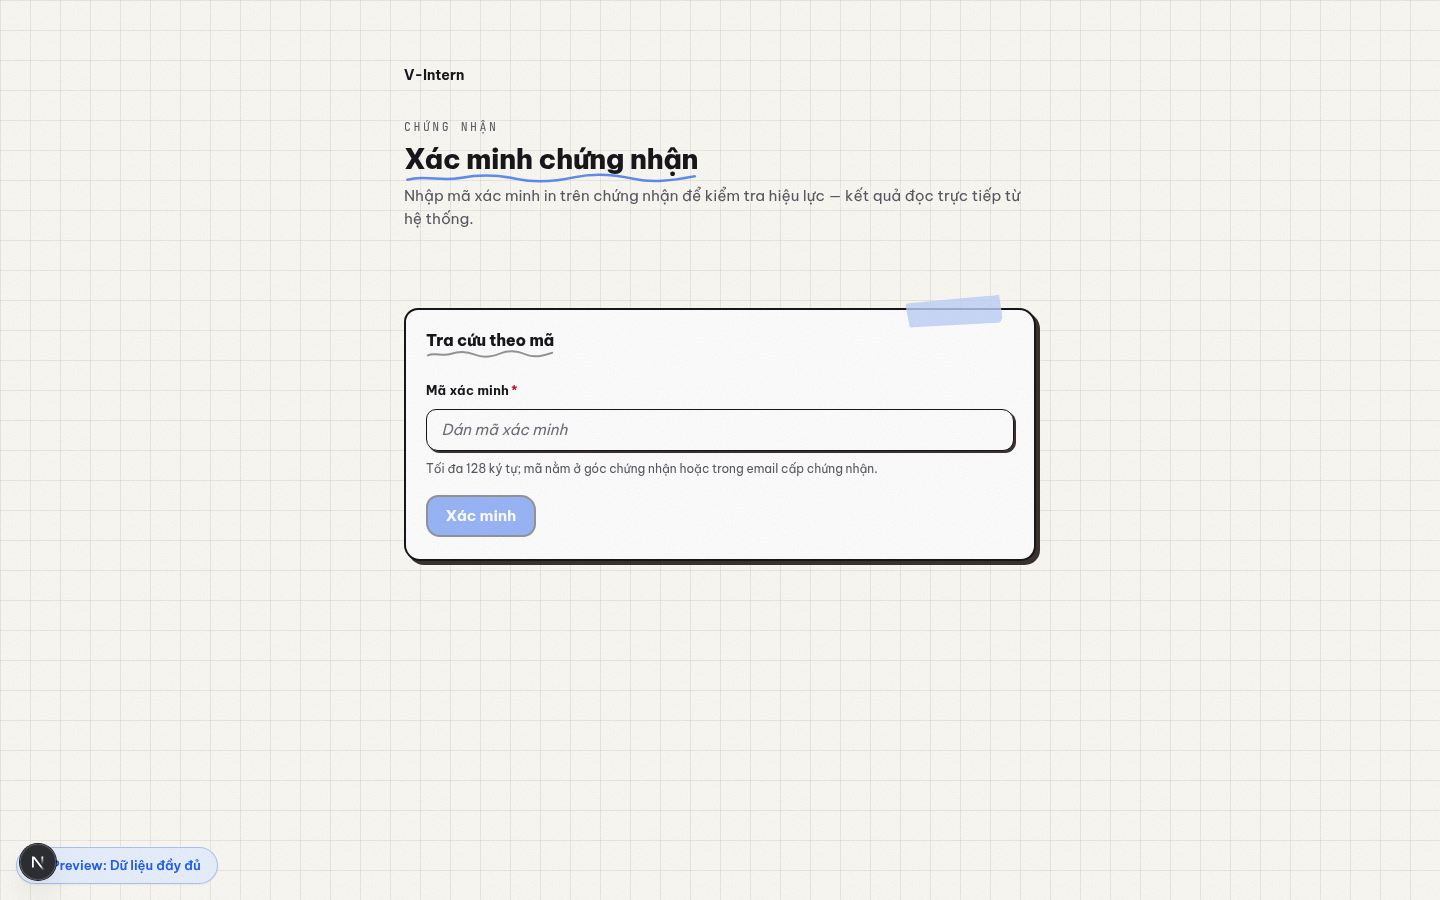 V-Intern
CHỨNG NHẬN
Xác minh chứng nhận
Nhập mã xác minh in trên chứng nhận để kiểm tra hiệu lực — kết quả đọc trực tiếp từ
hệ thống.
Tra cứu theo mã
Mã xác minh *
Dán mã xác minh
Tối đa 128 ký tự; mã nằm ở góc chứng nhận hoặc trong email cấp chứng nhận.
Xác minh
N
Preview: Dữ liệu đầy đủ